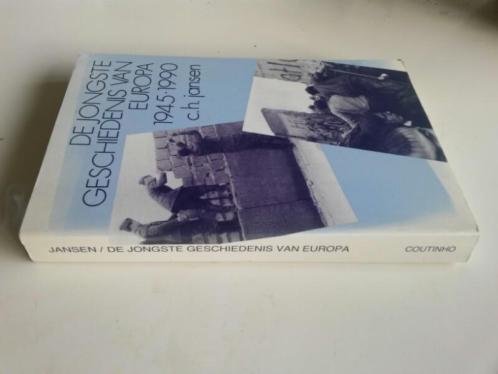 DE JONGSTE
GESCHIEDENIS VAN
EUROPA
1945-1990
c.h. jansen
JANSEN / DE JONGSTE GESCHIEDENIS VAN EUROPA COUTINHO